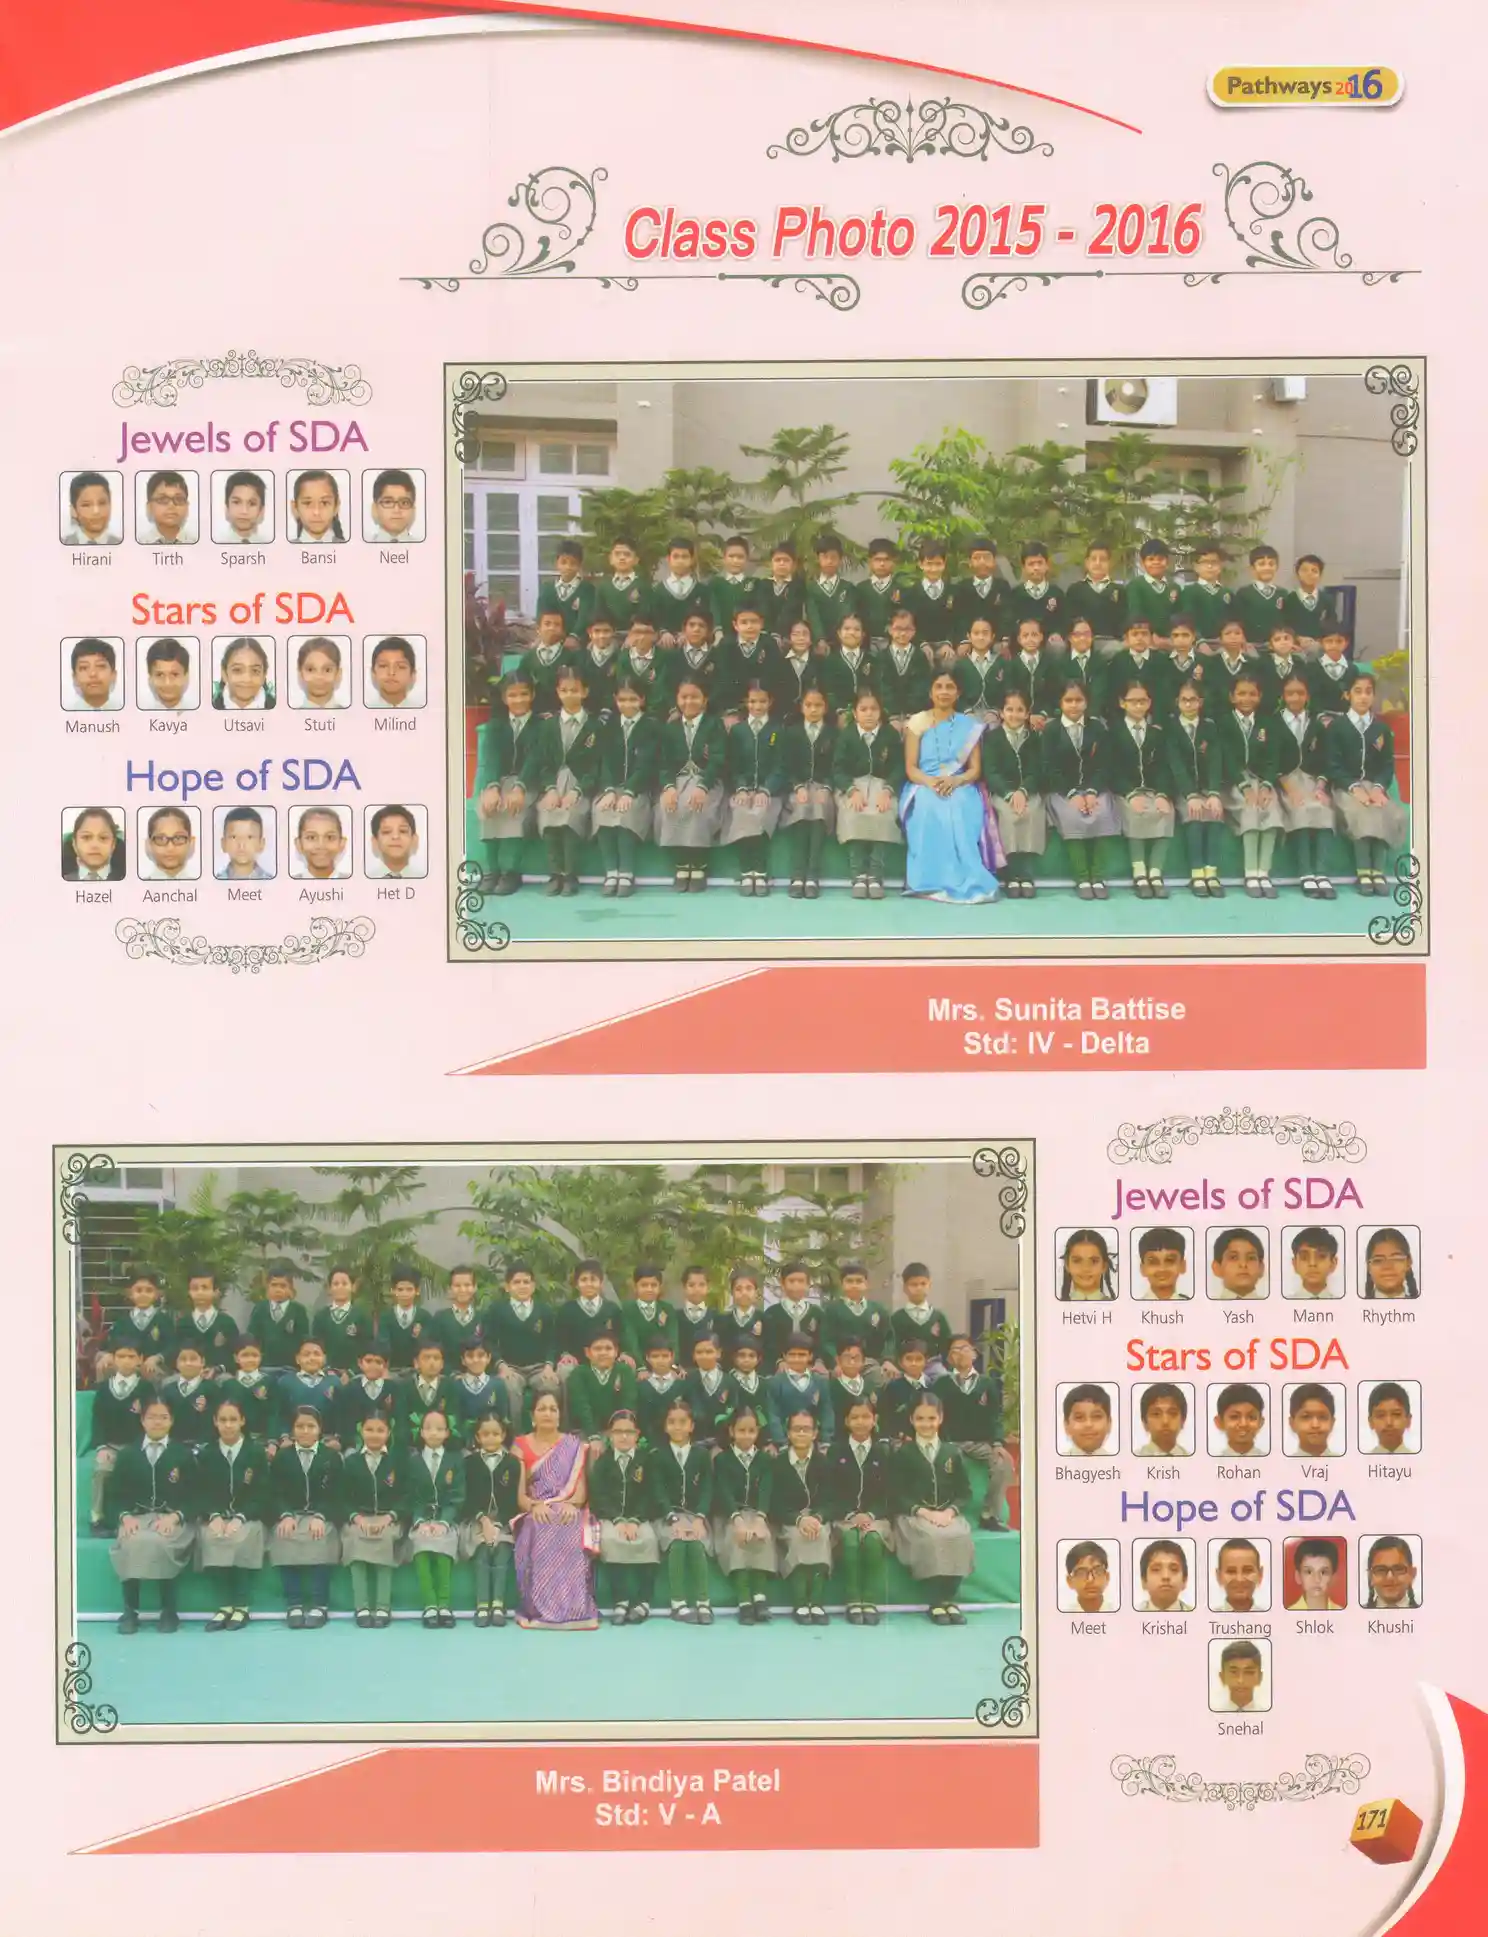 Pathways 2016
Class Photo 2015 - 2016
Jewels of SDA
Hirani Tirth Sparsh Bansi Neel
Stars of SDA
Manush Kavya Utsavi Stuti Milind
Hope of SDA
Hazel Aanchal Meet Ayushi Het D
Mrs. Sunita Battise
Std: IV - Delta
Jewels of SDA
Hetvi H Khush Yash Mann Rhythm
Stars of SDA
Bhagyesh Krish Rohan Vraj Hitayu
Hope of SDA
Meet Krishal Trushang Shlok Khushi
Snehal
Mrs. Bindiya Patel
Std: V - A
171